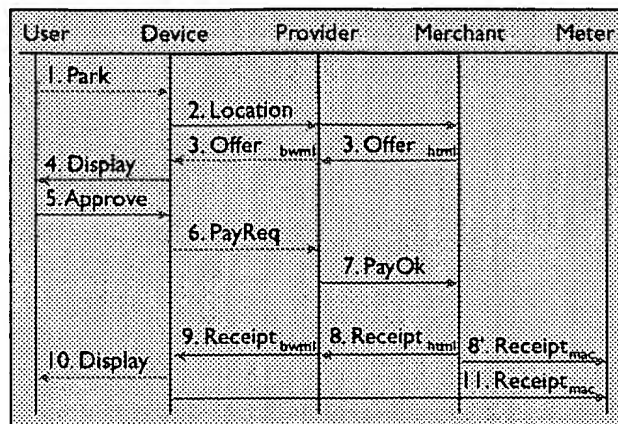 User Device Provider Merchant Meter
1. Park
2. Location
3. Offer bwml 3. Offer html
4. Display
5. Approve
6. PayReq
7. PayOk
9. Receipt bwml 8. Receipt html 8'. Receipt mac
10. Display
11. Receipt mac